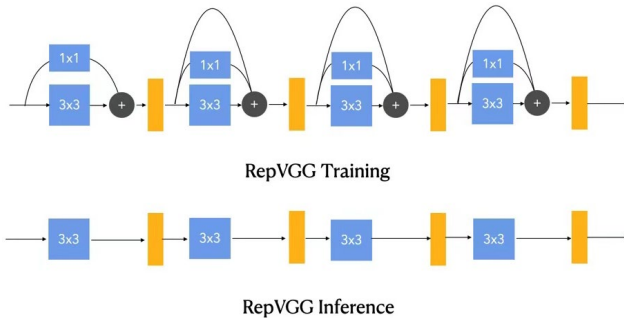 1x1 1x1 1x1 1x1
3x3 + 3x3 + 3x3 + 3x3 +
RepVGG Training
3x3 3x3 3x3 3x3
RepVGG Inference